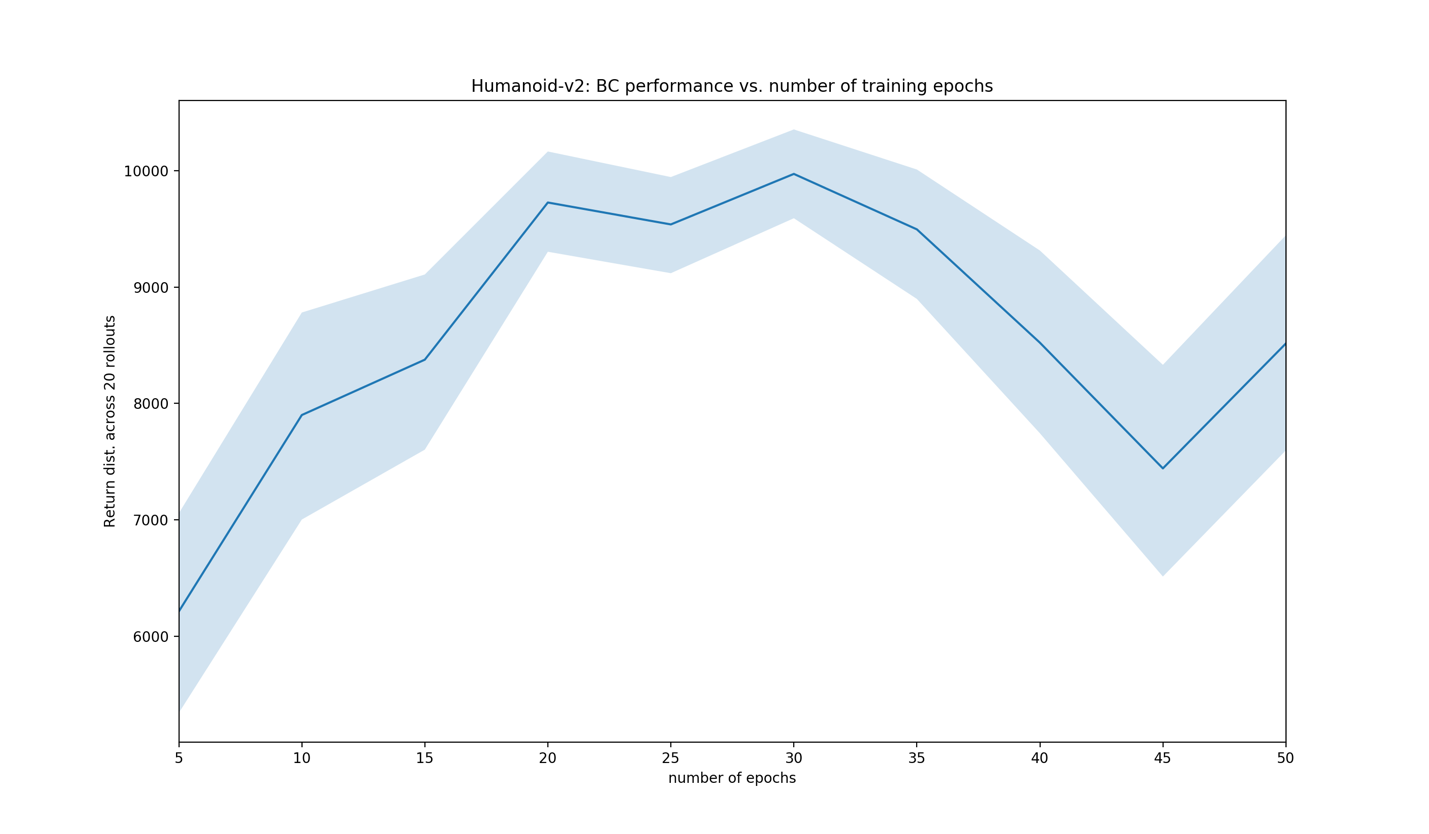 Humanoid-v2: BC performance vs. number of training epochs
Return dist. across 20 rollouts
10000
9000
8000
7000
6000
5 10 15 20 25 30 35 40 45 50
number of epochs